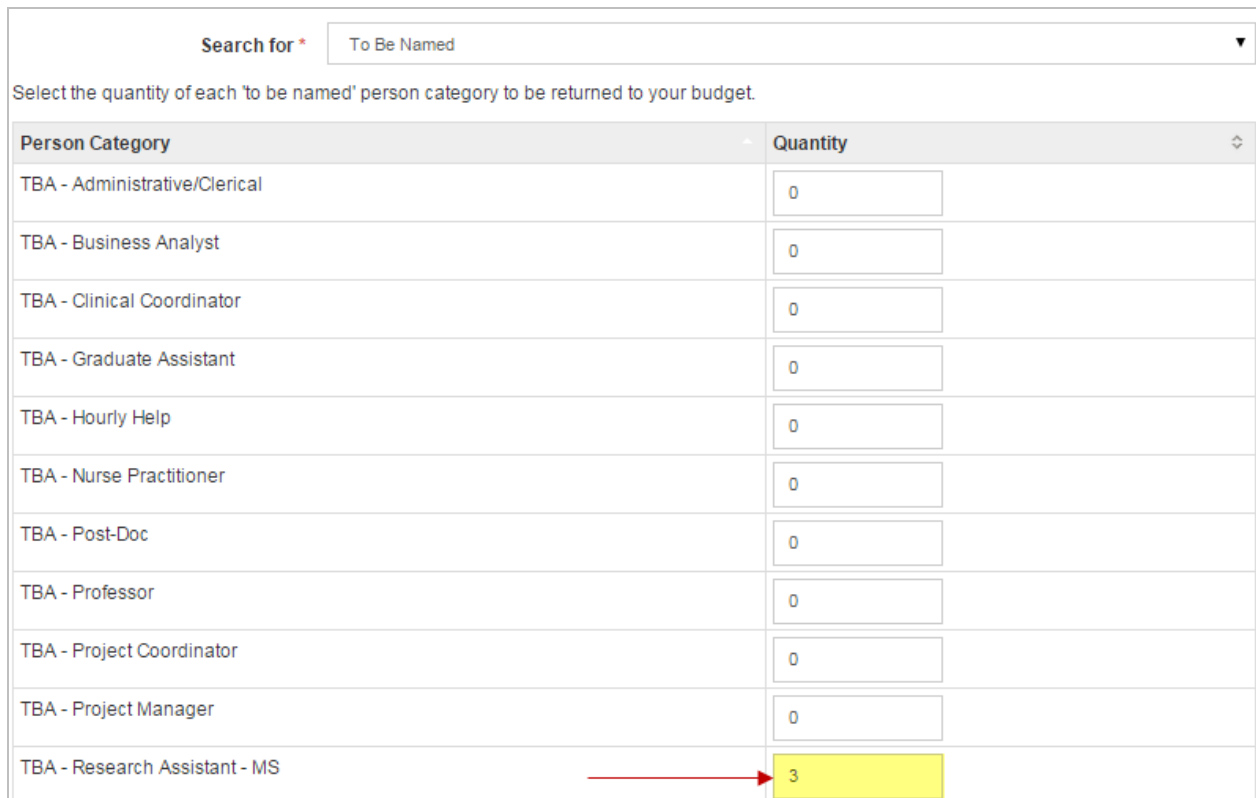 Search for * To Be Named
Select the quantity of each 'to be named' person category to be returned to your budget.
Person Category Quantity
TBA - Administrative/Clerical 0
TBA - Business Analyst 0
TBA - Clinical Coordinator 0
TBA - Graduate Assistant 0
TBA - Hourly Help 0
TBA - Nurse Practitioner 0
TBA - Post-Doc 0
TBA - Professor 0
TBA - Project Coordinator 0
TBA - Project Manager 0
TBA - Research Assistant - MS 3